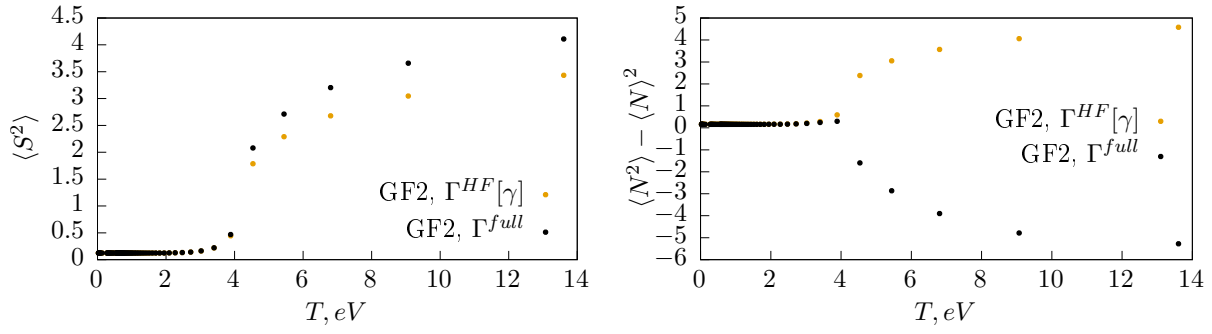 4.5
4
3.5
3
2.5
2
1.5
1
0.5
0
⟨S²⟩
GF2, Γ^{HF}[γ]
GF2, Γ^{full}
0 2 4 6 8 10 12 14
T, eV
5
4
3
2
1
0
−1
−2
−3
−4
−5
−6
⟨N²⟩ − ⟨N⟩²
GF2, Γ^{HF}[γ]
GF2, Γ^{full}
0 2 4 6 8 10 12 14
T, eV